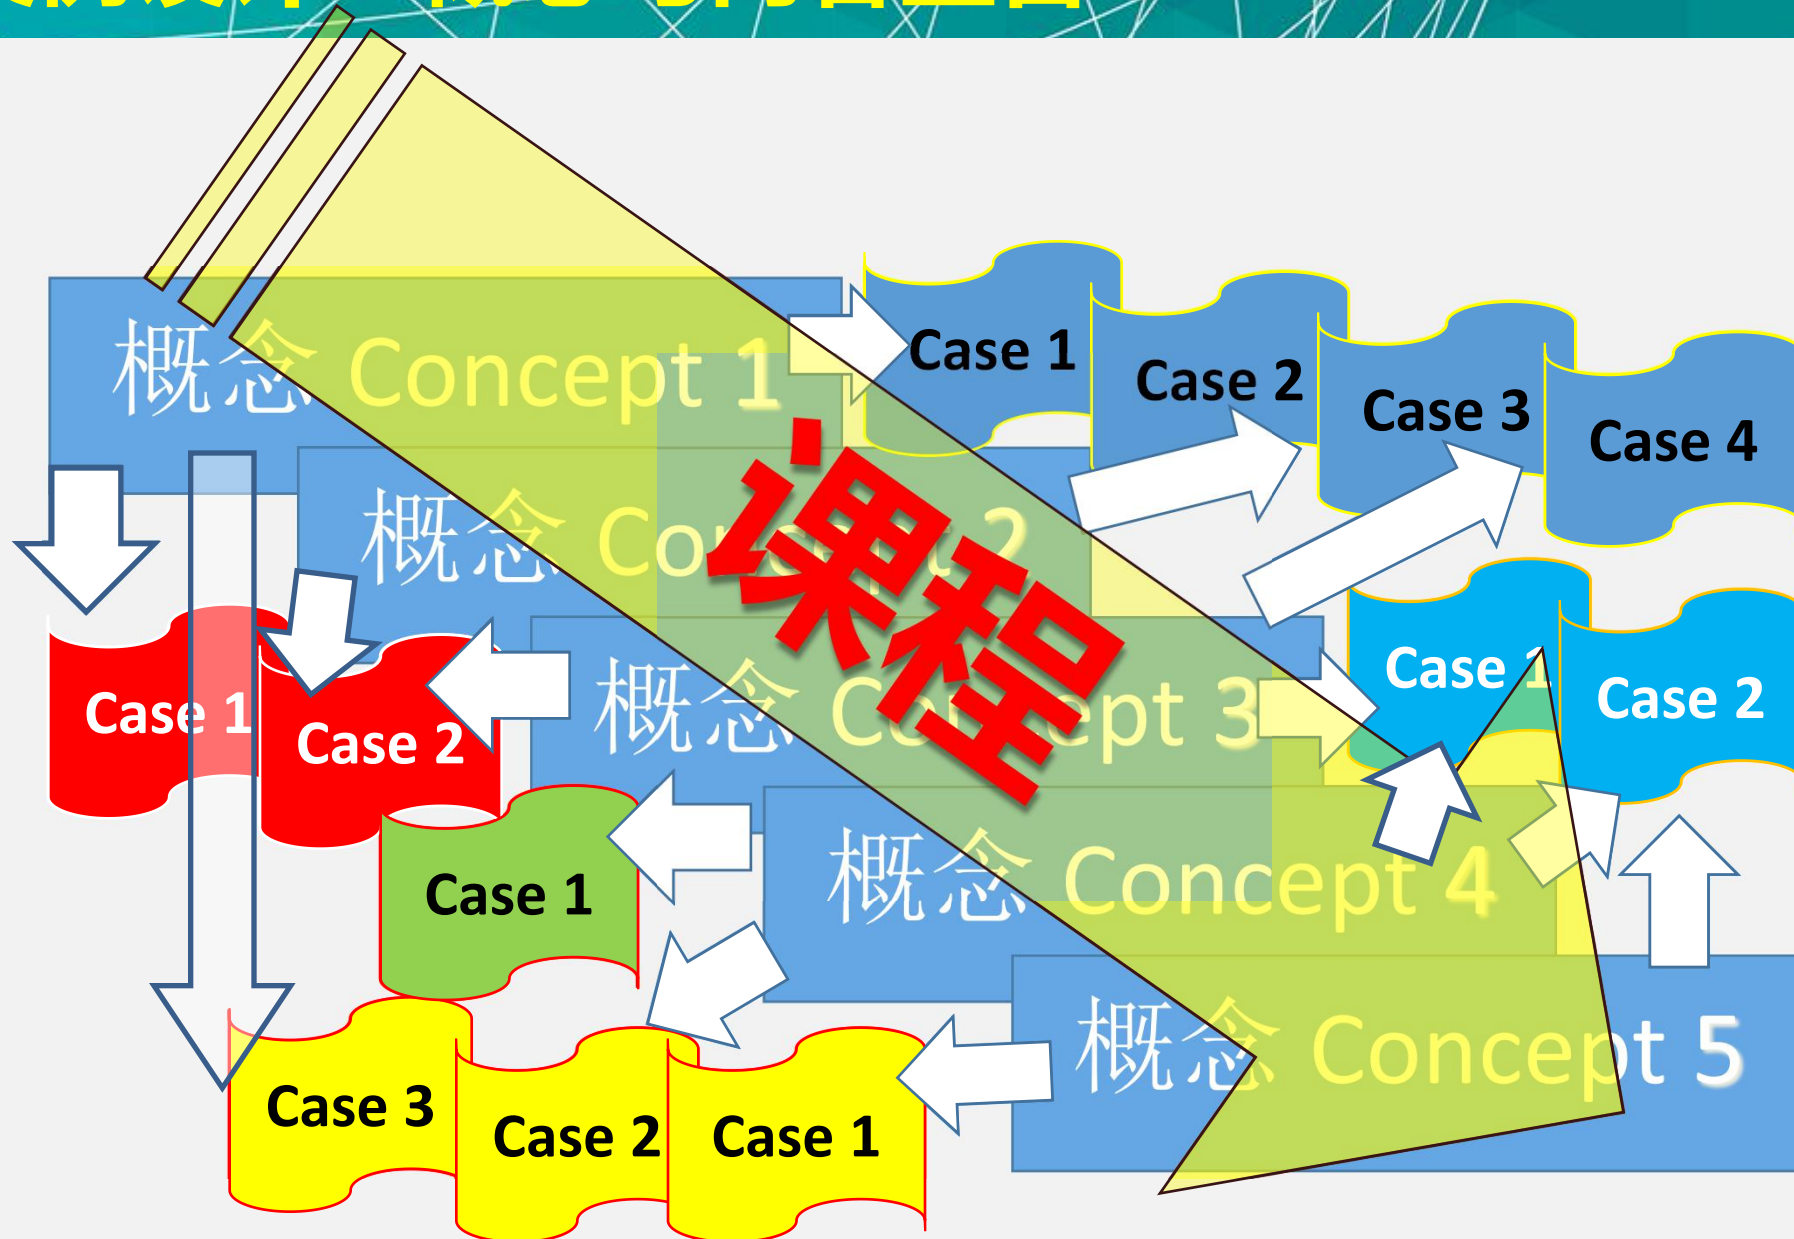 概念 Concept 1
Case 1
Case 2
Case 3
Case 4
概念 Concept 2
课程
Case 1
Case 2
概念 Concept 3
Case 1
Case 2
Case 1
概念 Concept 4
概念 Concept 5
Case 3
Case 2
Case 1